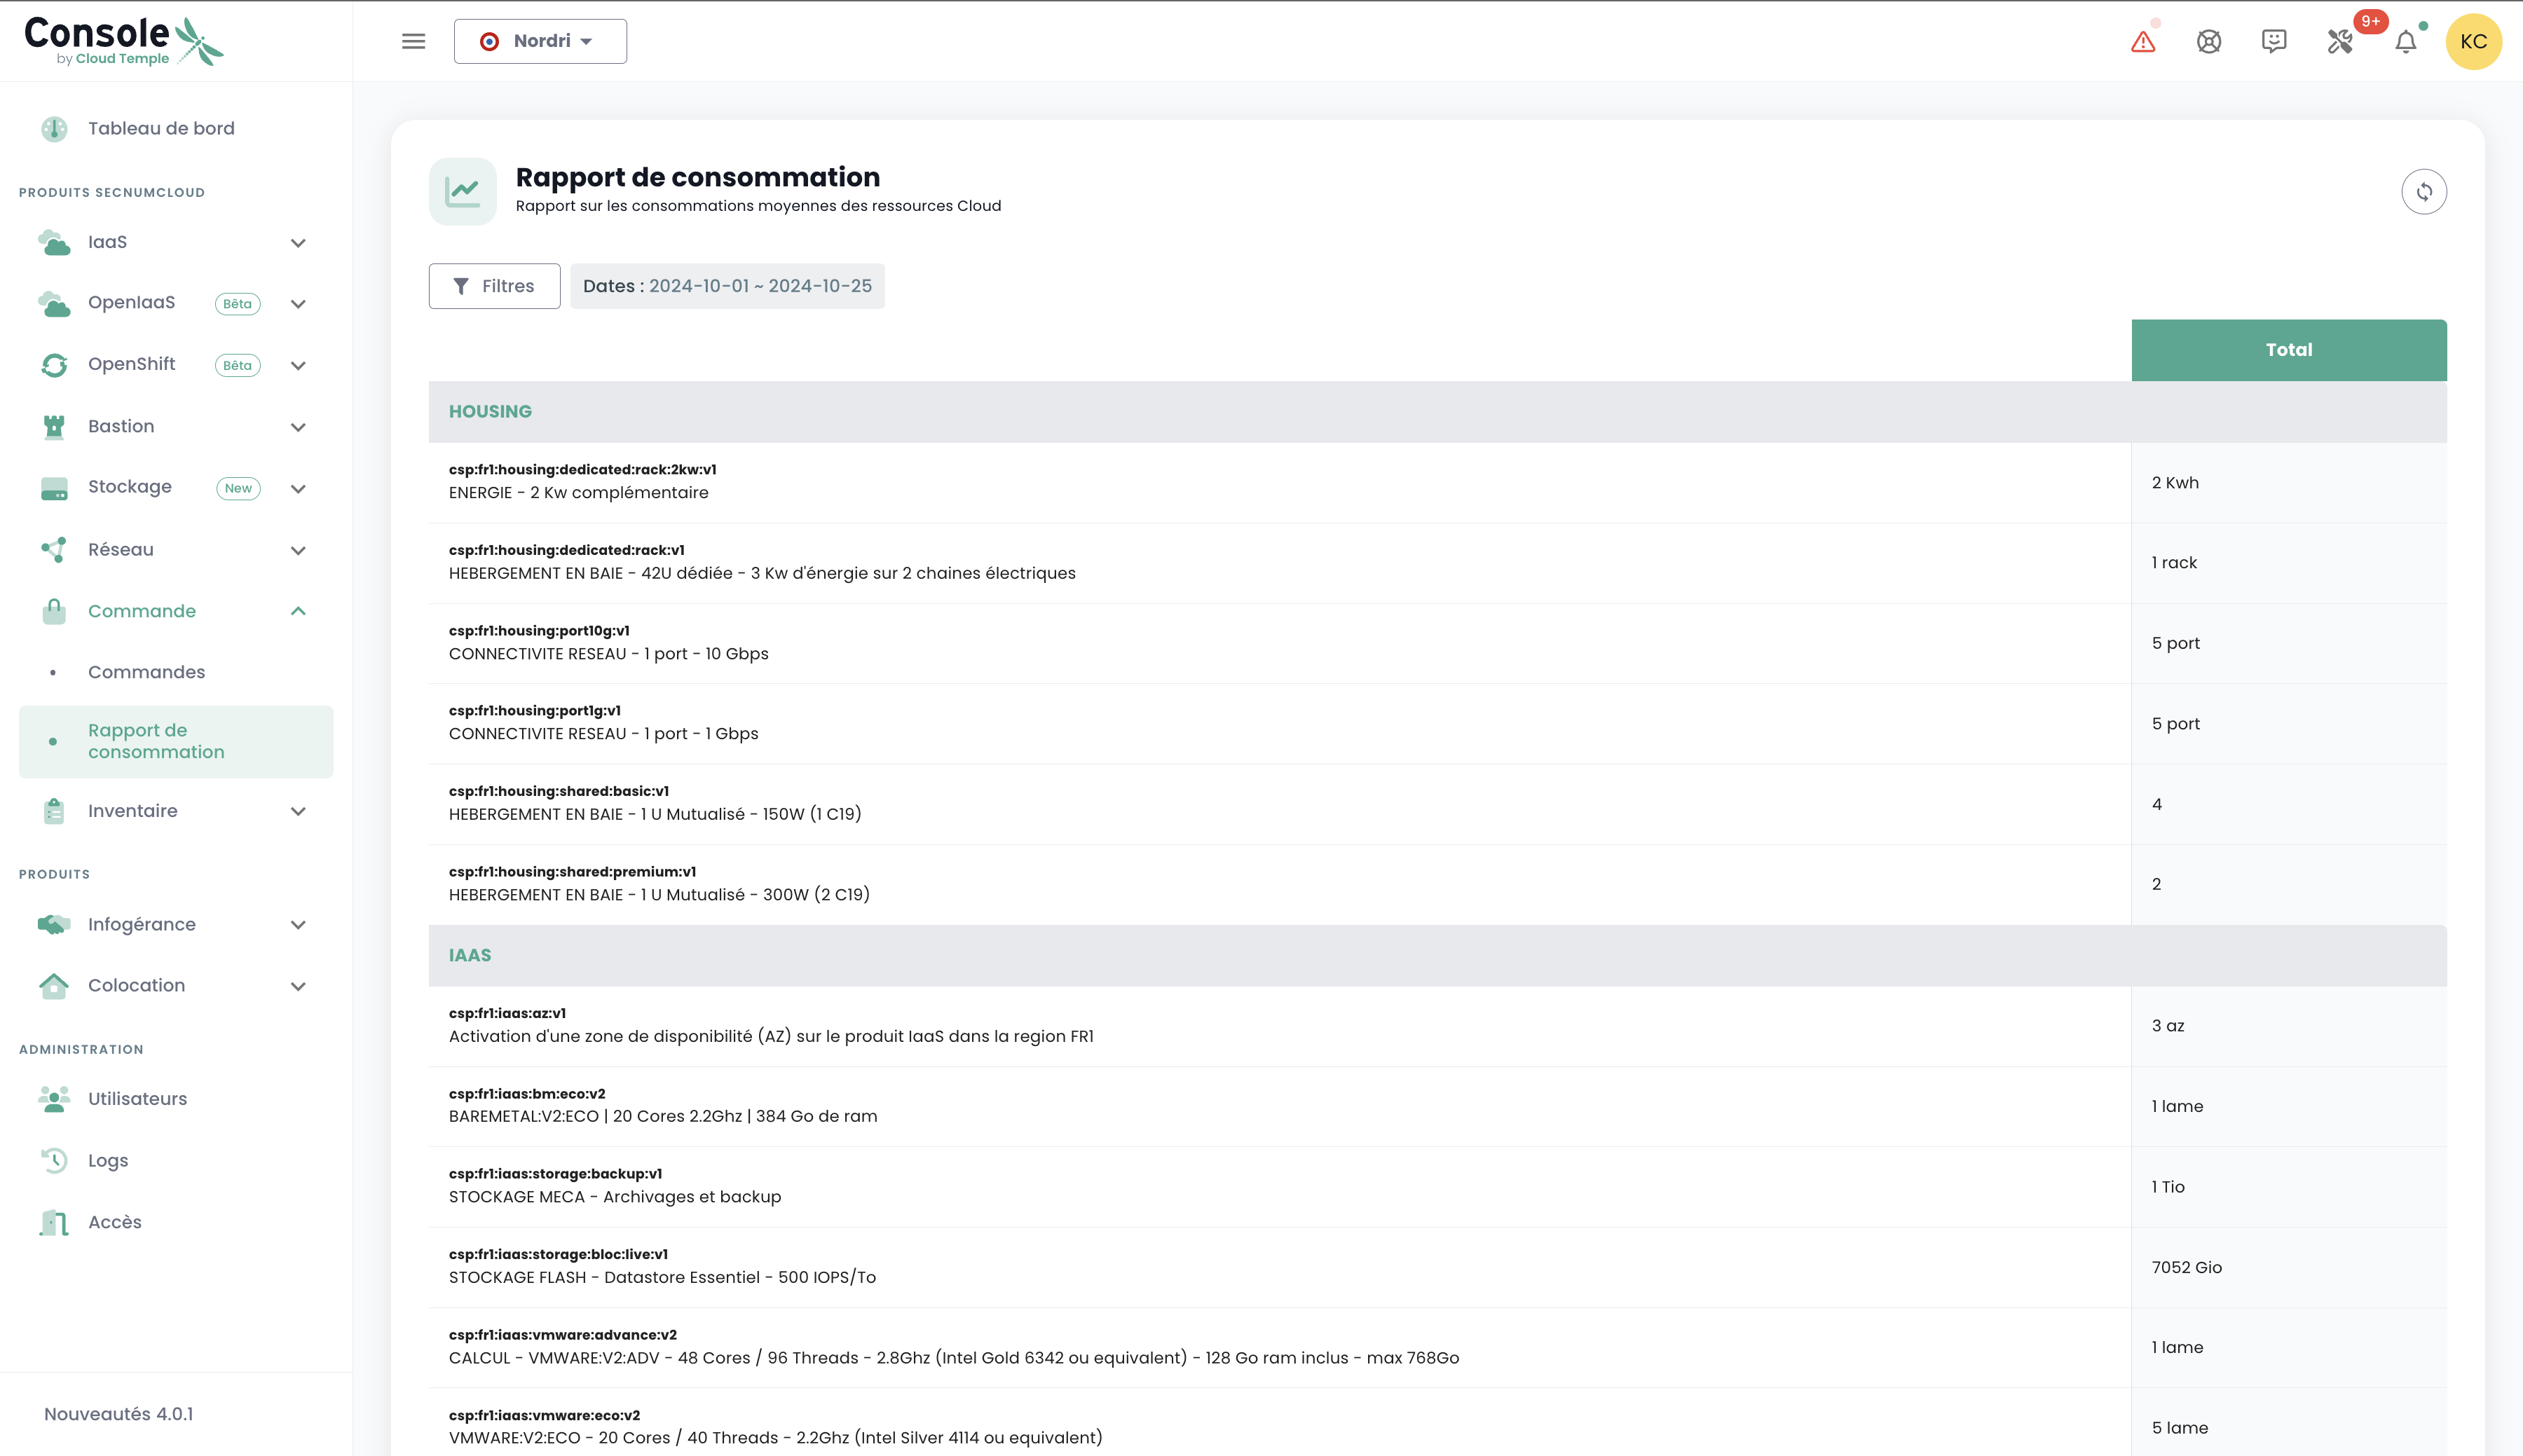 Console
by Cloud Temple
Nordri
9+
KC
Tableau de bord
PRODUITS SECNUMCLOUD
IaaS
OpenIaaS
Bêta
OpenShift
Bêta
Bastion
Stockage
New
Réseau
Commande
Commandes
Rapport de
consommation
Inventaire
PRODUITS
Infogérance
Colocation
ADMINISTRATION
Utilisateurs
Logs
Accès
Nouveautés 4.0.1
Rapport de consommation
Rapport sur les consommations moyennes des ressources Cloud
Filtres
Dates : 2024-10-01 ~ 2024-10-25
Total
HOUSING
csp:fr1:housing:dedicated:rack:2kw:v1
ENERGIE - 2 Kw complémentaire
2 Kwh
csp:fr1:housing:dedicated:rack:v1
HEBERGEMENT EN BAIE - 42U dédiée - 3 Kw d'énergie sur 2 chaines électriques
1 rack
csp:fr1:housing:port10g:v1
CONNECTIVITE RESEAU - 1 port - 10 Gbps
5 port
csp:fr1:housing:port1g:v1
CONNECTIVITE RESEAU - 1 port - 1 Gbps
5 port
csp:fr1:housing:shared:basic:v1
HEBERGEMENT EN BAIE - 1 U Mutualisé - 150W (1 C19)
4
csp:fr1:housing:shared:premium:v1
HEBERGEMENT EN BAIE - 1 U Mutualisé - 300W (2 C19)
2
IAAS
csp:fr1:iaas:az:v1
Activation d'une zone de disponibilité (AZ) sur le produit IaaS dans la region FR1
3 az
csp:fr1:iaas:bm:eco:v2
BAREMETAL:V2:ECO | 20 Cores 2.2Ghz | 384 Go de ram
1 lame
csp:fr1:iaas:storage:backup:v1
STOCKAGE MECA - Archivages et backup
1 Tio
csp:fr1:iaas:storage:bloc:live:v1
STOCKAGE FLASH - Datastore Essentiel - 500 IOPS/To
7052 Gio
csp:fr1:iaas:vmware:advance:v2
CALCUL - VMWARE:V2:ADV - 48 Cores / 96 Threads - 2.8Ghz (Intel Gold 6342 ou equivalent) - 128 Go ram inclus - max 768Go
1 lame
csp:fr1:iaas:vmware:eco:v2
VMWARE:V2:ECO - 20 Cores / 40 Threads - 2.2Ghz (Intel Silver 4114 ou equivalent)
5 lame